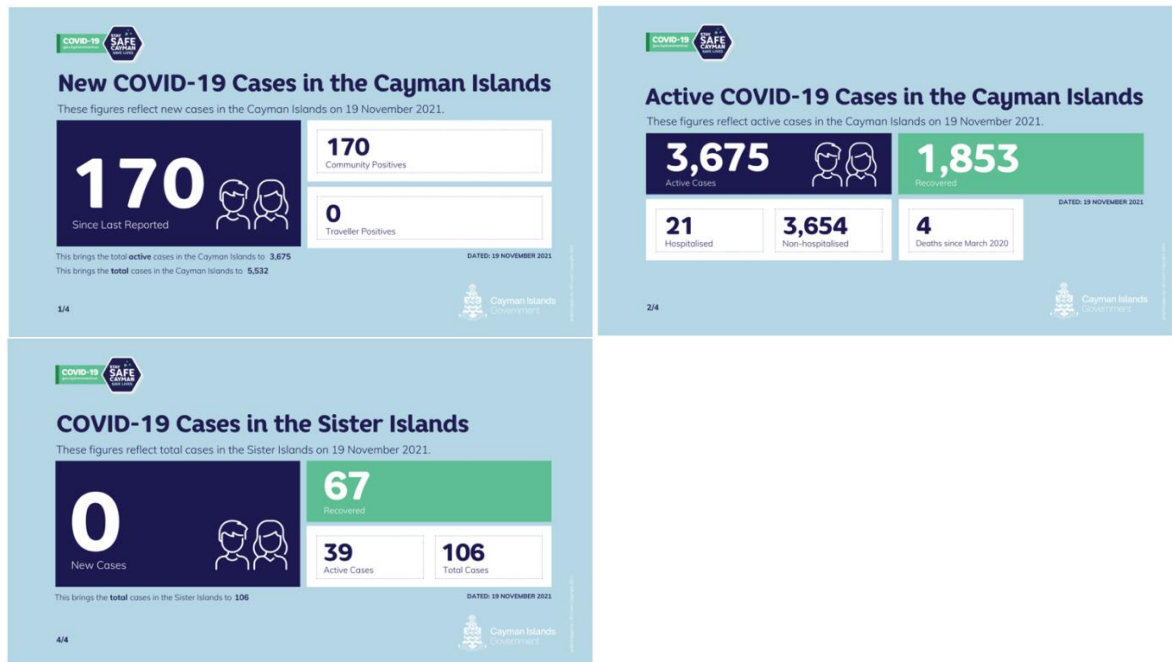 COVID-19
STAY
SAFE
CAYMAN
SAVE LIVES
New COVID-19 Cases in the Cayman Islands
These figures reflect new cases in the Cayman Islands on 19 November 2021.
170
Since Last Reported
170
Community Positives
0
Traveller Positives
This brings the total active cases in the Cayman Islands to 3,675
DATED: 19 NOVEMBER 2021
This brings the total cases in the Cayman Islands to 5,532
1/4
Cayman Islands
Government
COVID-19
STAY
SAFE
CAYMAN
SAVE LIVES
Active COVID-19 Cases in the Cayman Islands
These figures reflect active cases in the Cayman Islands on 19 November 2021.
3,675
Active Cases
1,853
Recovered
DATED: 19 NOVEMBER 2021
21
Hospitalised
3,654
Non-hospitalised
4
Deaths since March 2020
2/4
Cayman Islands
Government
COVID-19
STAY
SAFE
CAYMAN
SAVE LIVES
COVID-19 Cases in the Sister Islands
These figures reflect total cases in the Sister Islands on 19 November 2021.
0
New Cases
67
Recovered
39
Active Cases
106
Total Cases
This brings the total cases in the Sister Islands to 106
DATED: 19 NOVEMBER 2021
4/4
Cayman Islands
Government